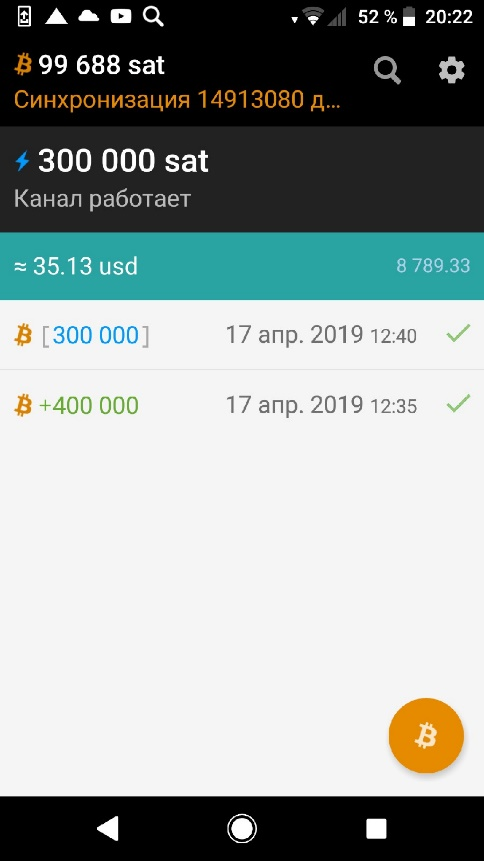 52 % 20:22
99 688 sat
Синхронизация 14913080 д...
300 000 sat
Канал работает
≈ 35.13 usd 8 789.33
[300 000] 17 апр. 2019 12:40
+400 000 17 апр. 2019 12:35